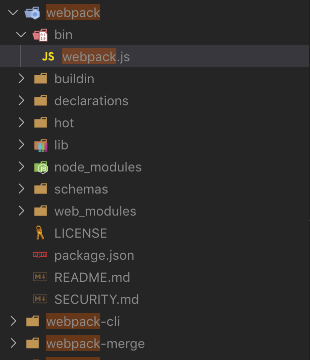 webpack
bin
JS webpack.js
buildin
declarations
hot
lib
node_modules
schemas
web_modules
LICENSE
package.json
README.md
SECURITY.md
webpack-cli
webpack-merge